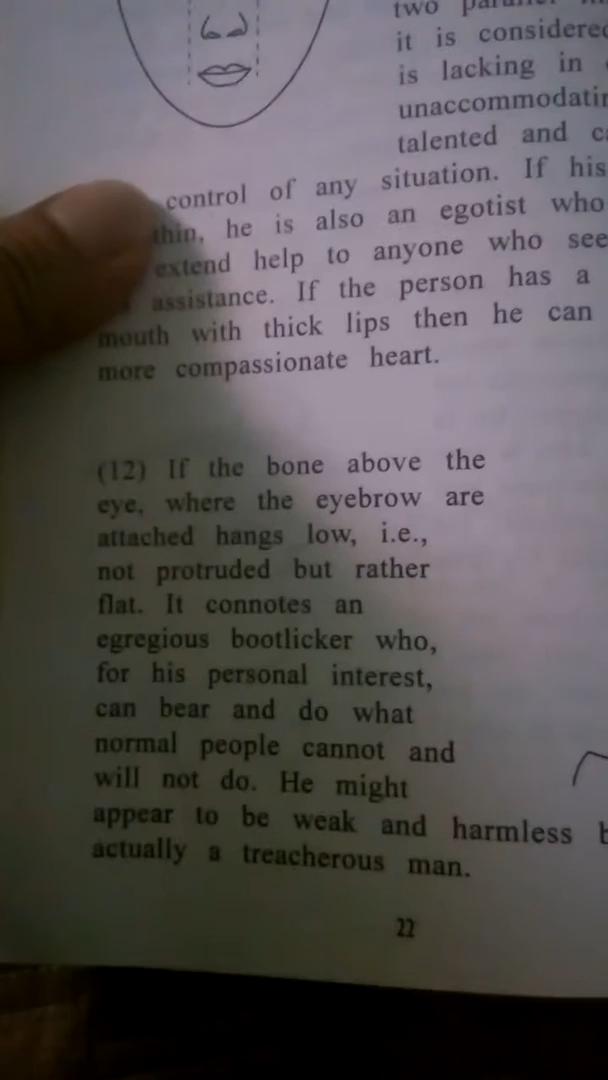 two
it is considered
is lacking in
talented and
control of any situation. If his
thin, he is also an egotist who
extend help to anyone who see
assistance. If the person has a
mouth with thick lips then he can
more compassionate heart.
(12) If the bone above the
eye, where the eyebrow are
attached hangs low, i.e.,
not protruded but rather
flat. It connotes an
egregious bootlicker who,
for his personal interest,
can bear and do what
normal people cannot and
will not do. He might
appear to be weak and harmless
actually a treacherous man.
22